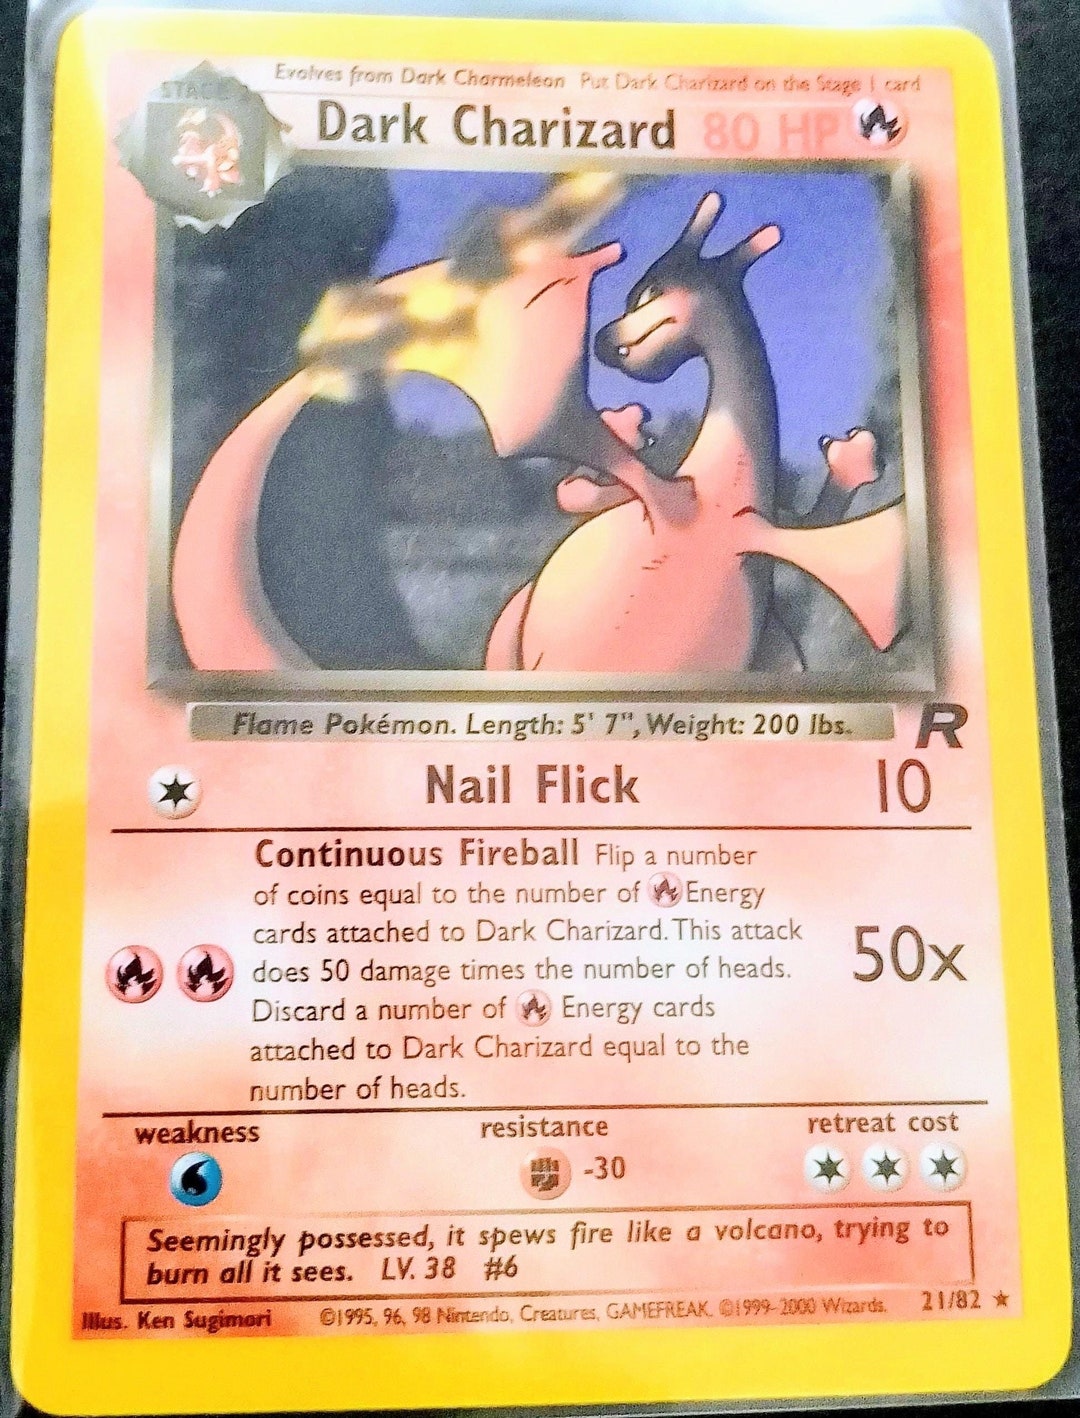 Evolves from Dark Charmeleon Put Dark Charizard on the Stage 1 card
STAGE 2
Dark Charizard 80 HP
Flame Pokémon. Length: 5' 7", Weight: 200 lbs.
R
Nail Flick 10
Continuous Fireball Flip a number
of coins equal to the number of Energy
cards attached to Dark Charizard. This attack
does 50 damage times the number of heads.
50x
Discard a number of Energy cards
attached to Dark Charizard equal to the
number of heads.
weakness resistance retreat cost
-30
Seemingly possessed, it spews fire like a volcano, trying to
burn all it sees. LV. 38 #6
Illus. Ken Sugimori ©1995, 96, 98 Nintendo, Creatures, GAMEFREAK. ©1999-2000 Wizards. 21/82 ★